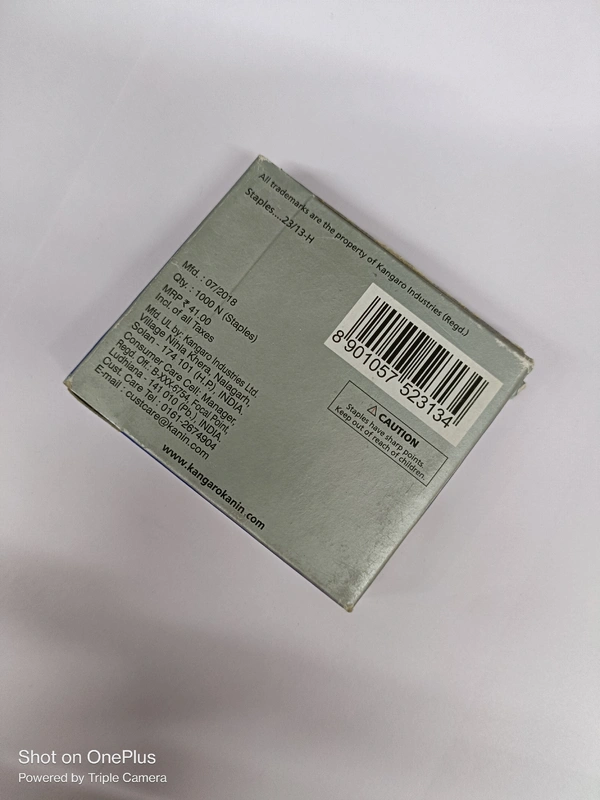 All trademarks are the property of Kangaro Industries (Regd.)
Staples....23/13-H
Mfd. : 07/2018
Qty. : 1000 N (Staples)
MRP ₹ 41.00
Incl. of all Taxes
Mfd. Ut. by: Kangaro Industries Ltd.
Village Nihla Khera, Nalagarh,
Solan - 174 101 (H.P.) INDIA.
Consumer Care Cell: Manager,
Regd. Off.: B-XXX-6754, Focal Point,
Ludhiana - 141 010 (Pb.) INDIA.
Cust. Care Tel : 0161-2674904
E-mail : custcare@kanin.com
www.kangarokanin.com
8 901057 523134
⚠ CAUTION
Staples have sharp points.
Keep out of reach of children.
Shot on OnePlus
Powered by Triple Camera